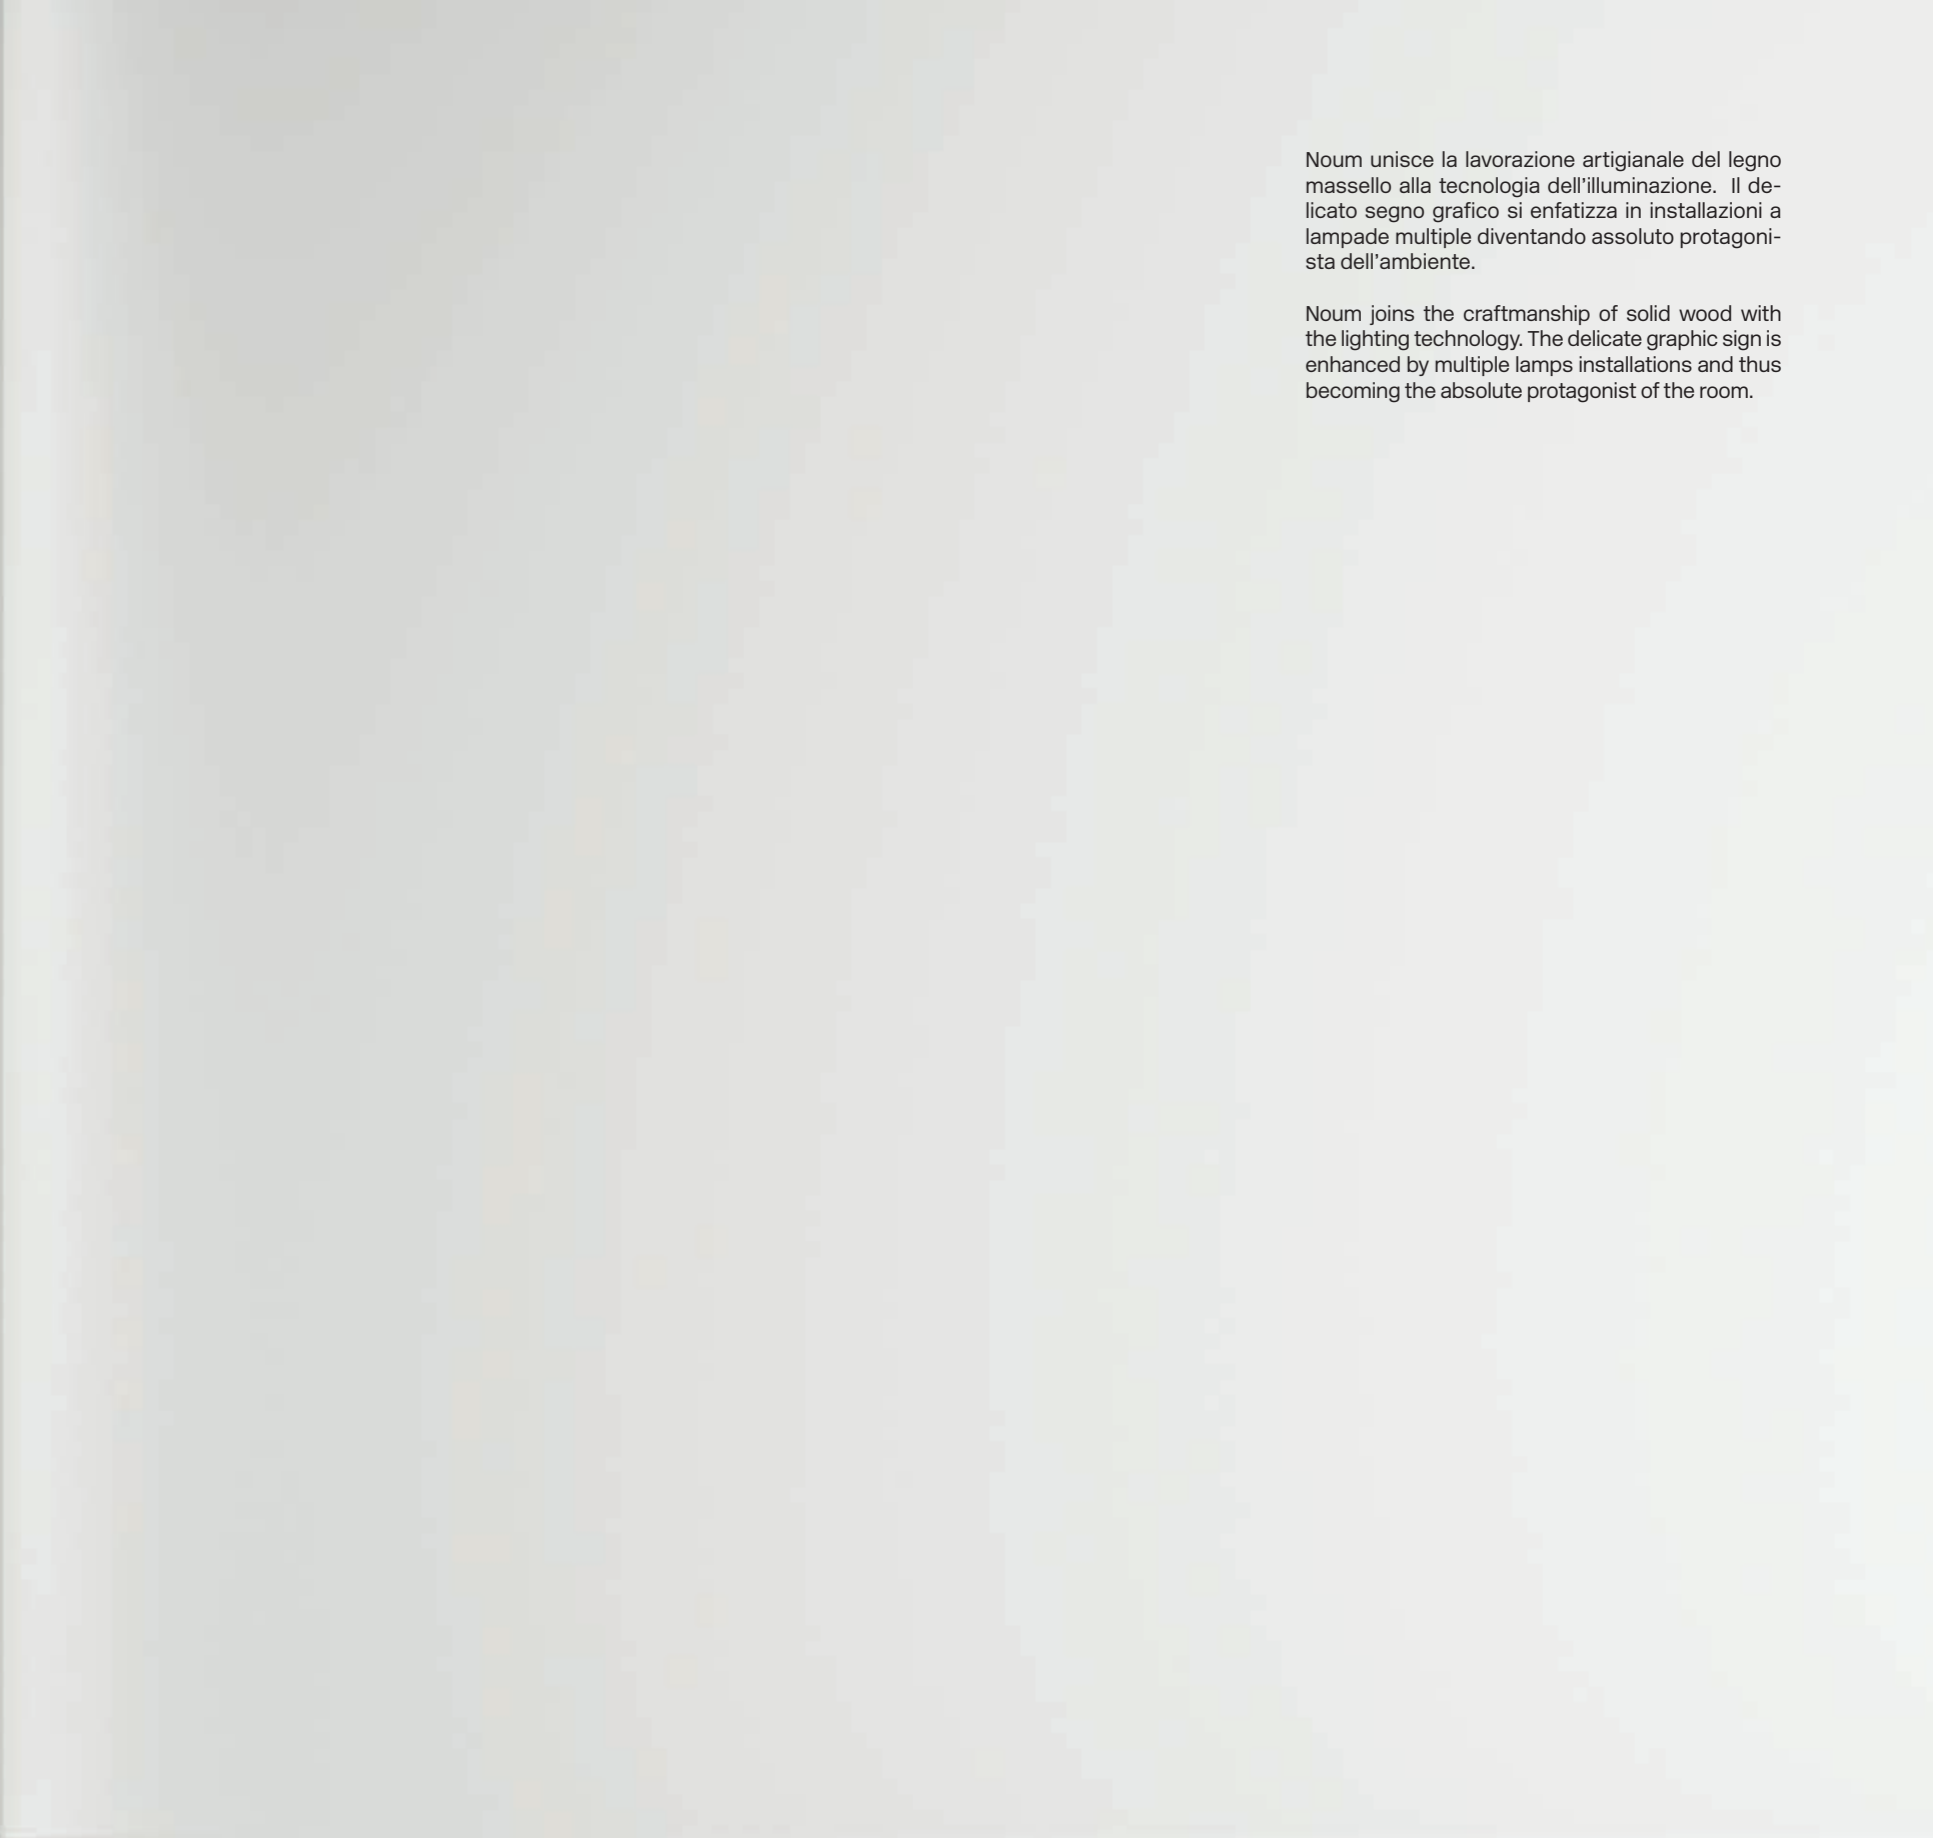 Noum unisce la lavorazione artigianale del legno
massello alla tecnologia dell’illuminazione.  Il de-
licato segno grafico si enfatizza in installazioni a
lampade multiple diventando assoluto protagoni-
sta dell’ambiente.
Noum joins the craftmanship of solid wood with
the lighting technology. The delicate graphic sign is
enhanced by multiple lamps installations and thus
becoming the absolute protagonist of the room.